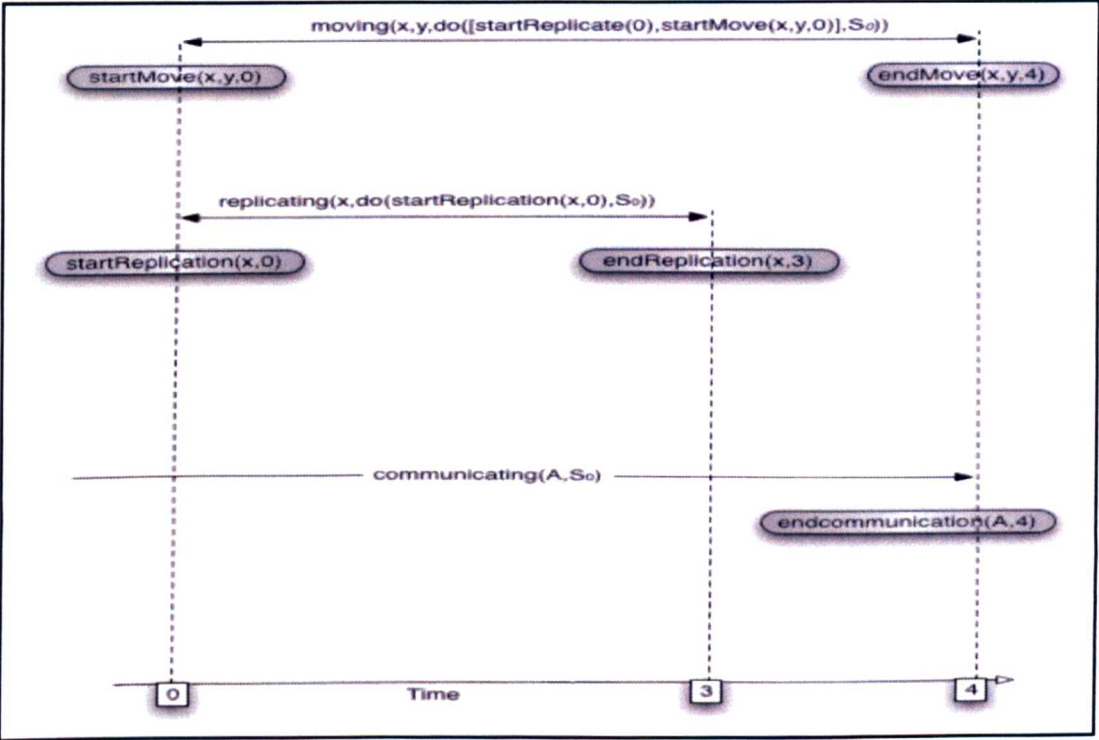 moving(x,y,do([startReplicate(0),startMove(x,y,0)],S₀))
startMove(x,y,0)
endMove(x,y,4)
replicating(x,do(startReplication(x,0),S₀))
startReplication(x,0)
endReplication(x,3)
communicating(A,S₀)
endcommunication(A,4)
0
Time
3
4